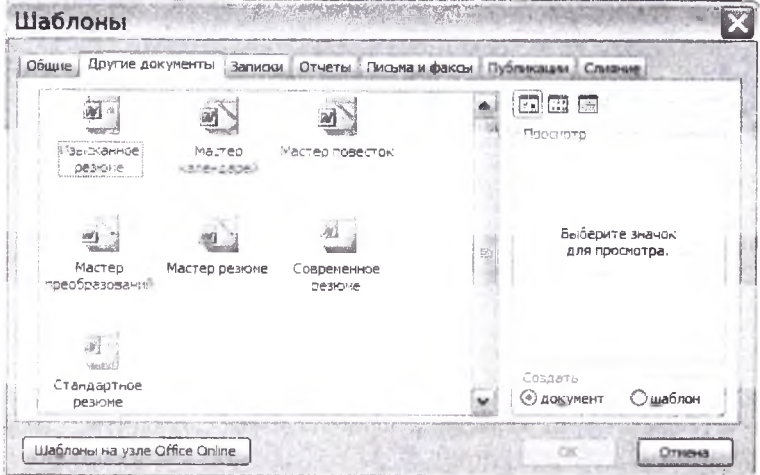 Шаблоны
Общие Другие документы Записки Отчеты Письма и факсы Публикации Слияние
Изысканное резюме
Мастер календарей
Мастер повесток
Просмотр
Выберите значок
для просмотра.
Мастер преобразований
Мастер резюме
Современное резюме
Стандартное резюме
Создать
документ шаблон
Шаблоны на узле Office Online
ОК Отмена